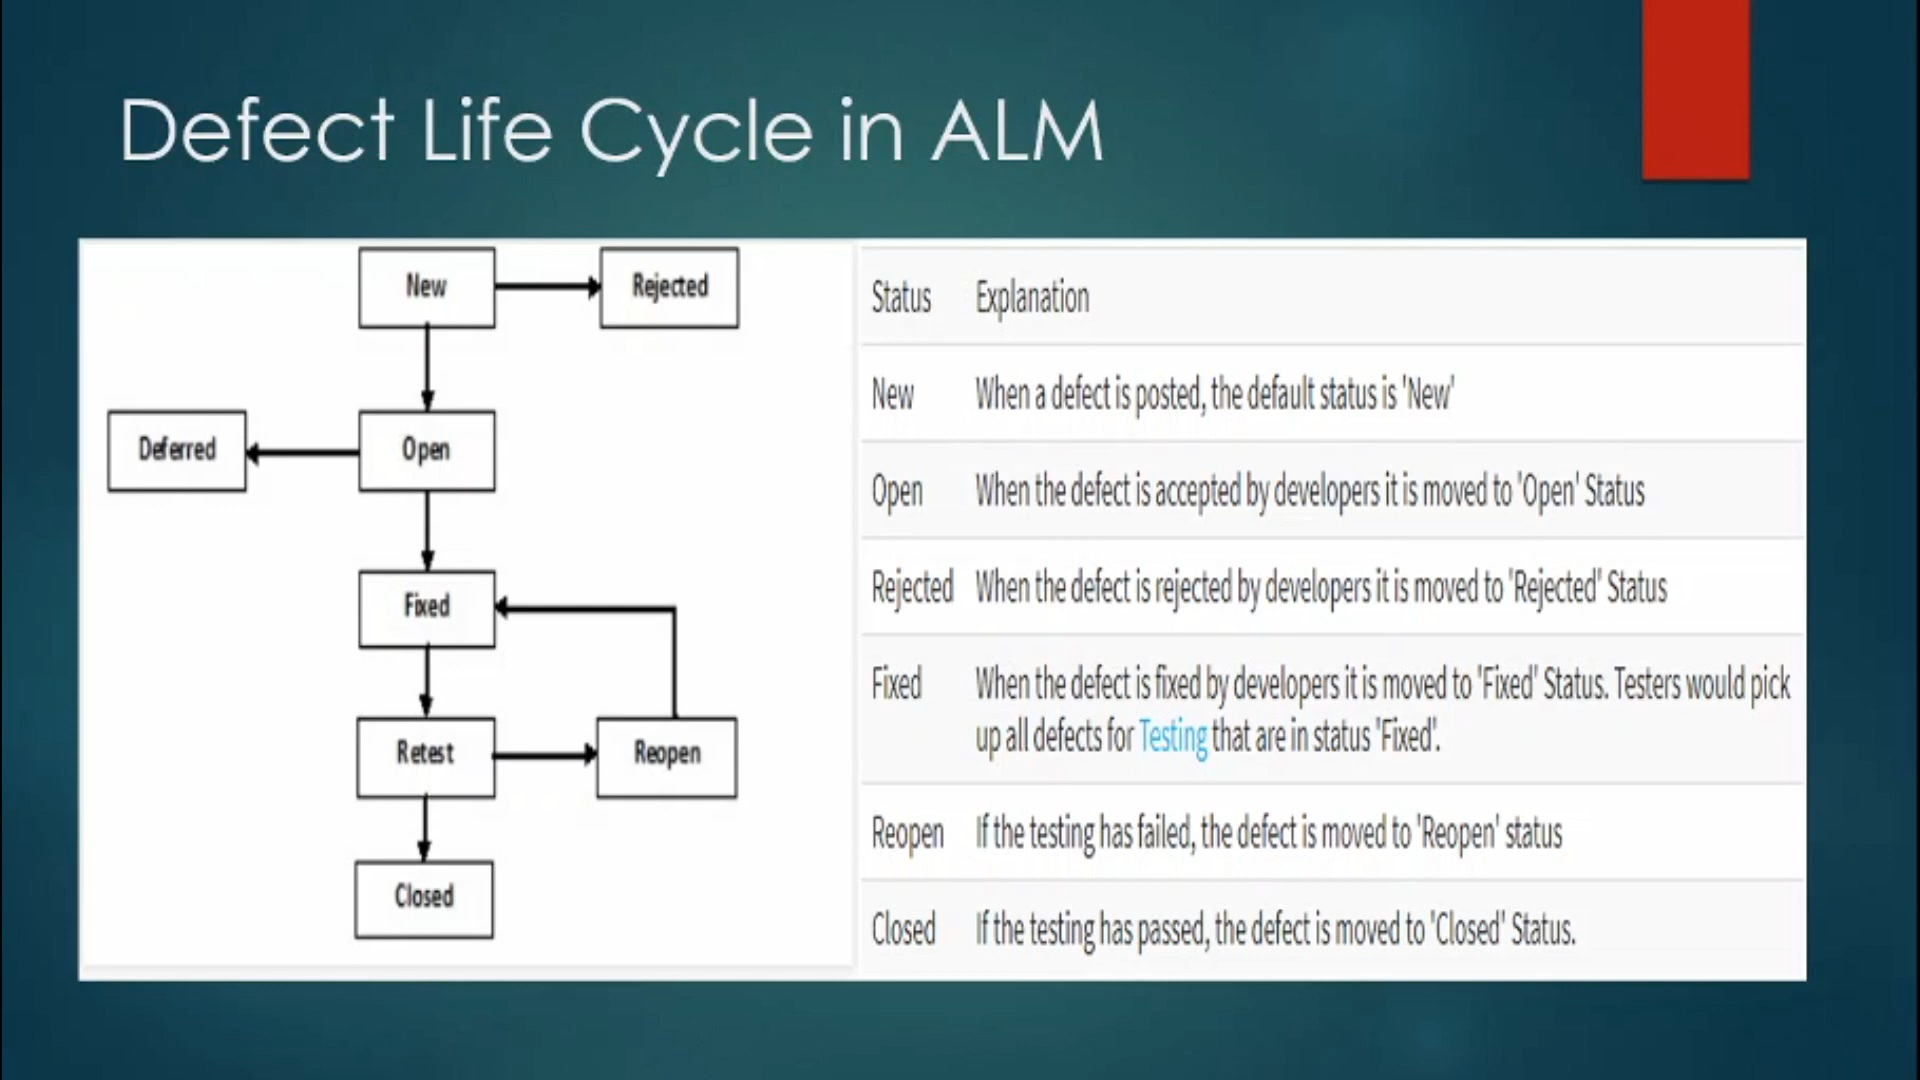 Defect Life Cycle in ALM
New
Rejected
Deferred
Open
Fixed
Retest
Reopen
Closed
Status Explanation
New When a defect is posted, the default status is 'New'
Open When the defect is accepted by developers it is moved to 'Open' Status
Rejected When the defect is rejected by developers it is moved to 'Rejected' Status
Fixed When the defect is fixed by developers it is moved to 'Fixed' Status. Testers would pick
up all defects for Testing that are in status 'Fixed'.
Reopen If the testing has failed, the defect is moved to 'Reopen' status
Closed If the testing has passed, the defect is moved to 'Closed' Status.